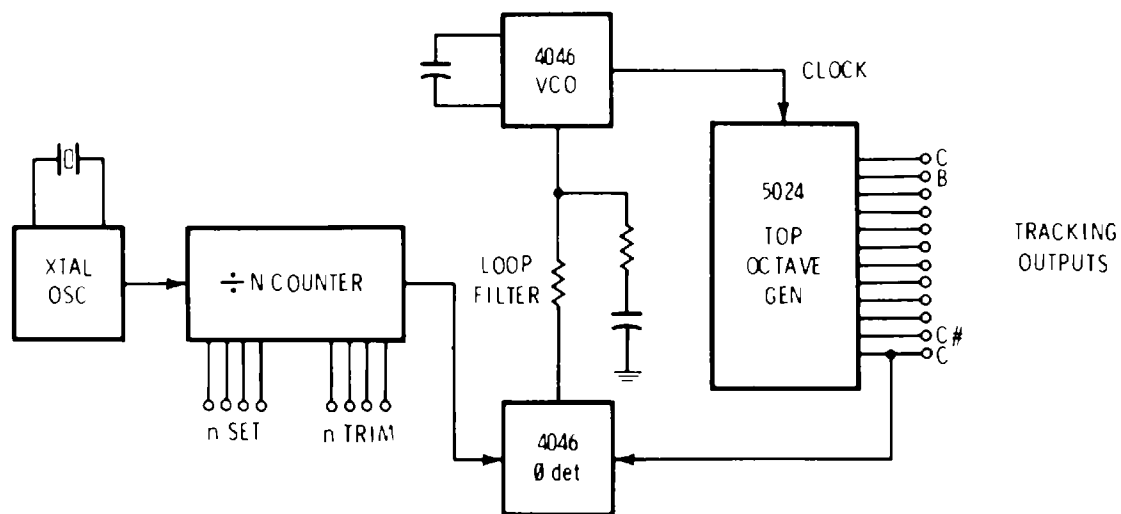 4046
VCO
CLOCK
5024
TOP
OCTAVE
GEN
C
B
C#
C
TRACKING
OUTPUTS
XTAL
OSC
÷ N COUNTER
n SET
n TRIM
LOOP
FILTER
4046
Ø det